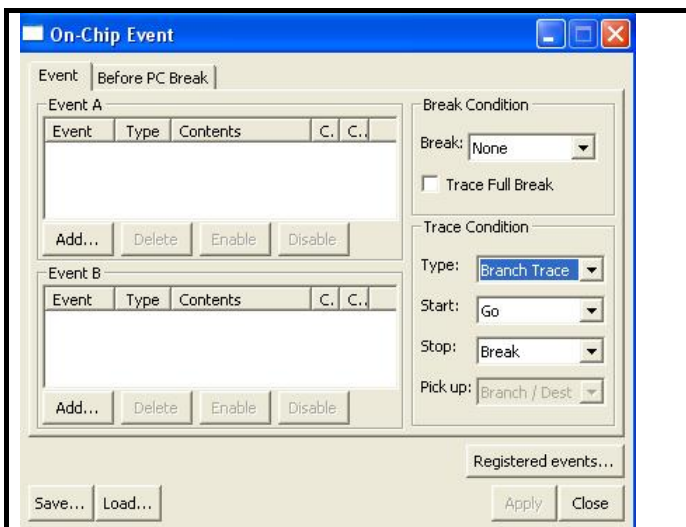 On-Chip Event
Event
Before PC Break
Event A
Event Type Contents C. C..
Add... Delete Enable Disable
Event B
Event Type Contents C. C..
Add... Delete Enable Disable
Break Condition
Break: None
Trace Full Break
Trace Condition
Type: Branch Trace
Start: Go
Stop: Break
Pick up: Branch / Dest
Registered events...
Save... Load... Apply Close